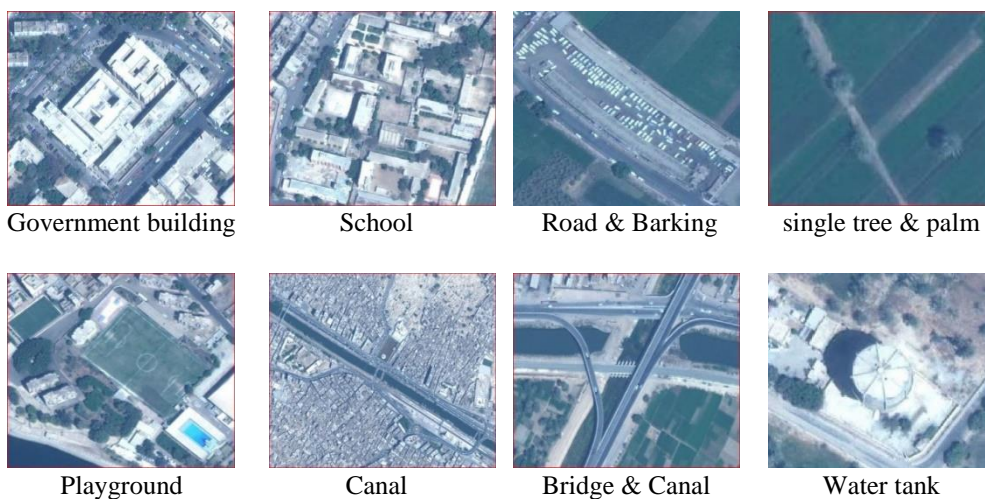 Government building
School
Road & Barking
single tree & palm
Playground
Canal
Bridge & Canal
Water tank